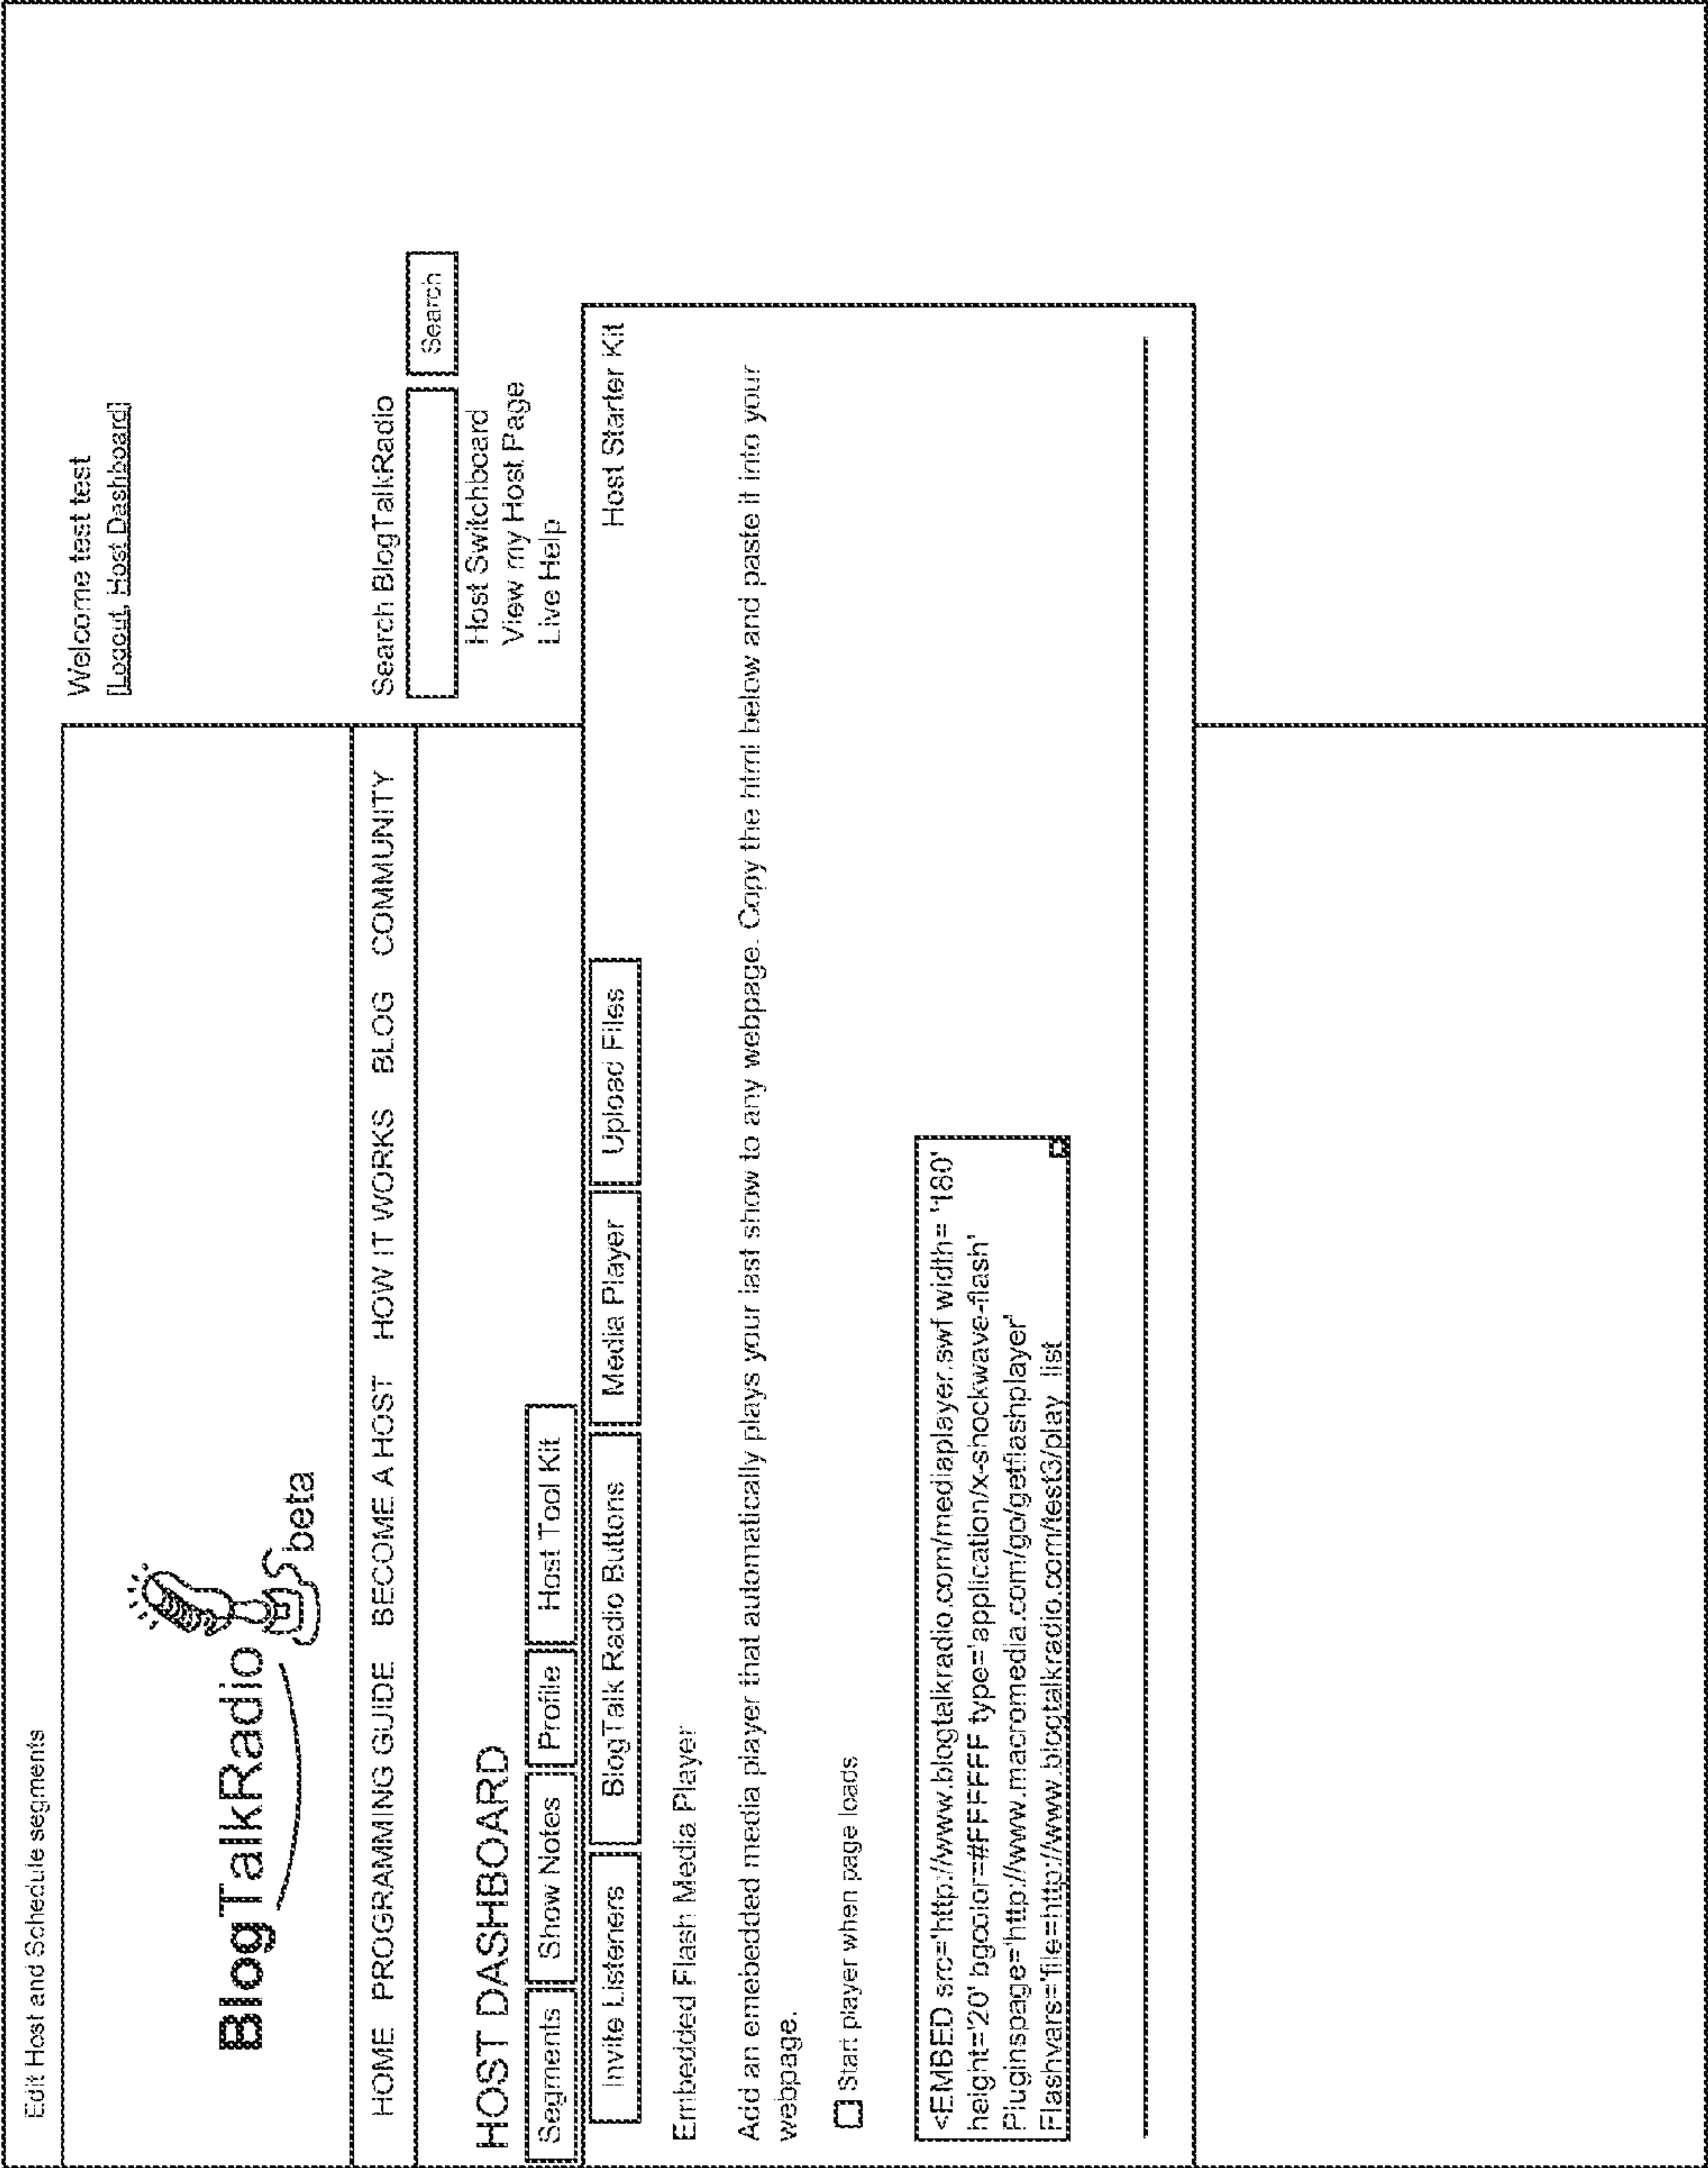 Edit Host and Schedule segments
Welcome test test
[Logout, Host Dashboard]
BlogTalkRadio beta
HOME PROGRAMMING GUIDE BECOME A HOST HOW IT WORKS BLOG COMMUNITY
Search BlogTalkRadio
Search
Host Switchboard
View my Host Page
Live Help
HOST DASHBOARD
Segments Show Notes Profile Host Tool Kit
Invite Listeners BlogTalk Radio Buttons Media Player Upload Files Host Starter Kit
Embedded Flash Media Player
Add an emebedded media player that automatically plays your last show to any webpage. Copy the html below and paste it into your
webpage.
Start player when page loads
<EMBED src='http://www.blogtalkradio.com/mediaplayer.swf width= '180'
height='20' bgcolor=#FFFFFF type='application/x-shockwave-flash'
Pluginspage='http://www.macromedia.com/go/getflashplayer'
Flashvars='file=http://www.blogtalkradio.com/test3/play_list